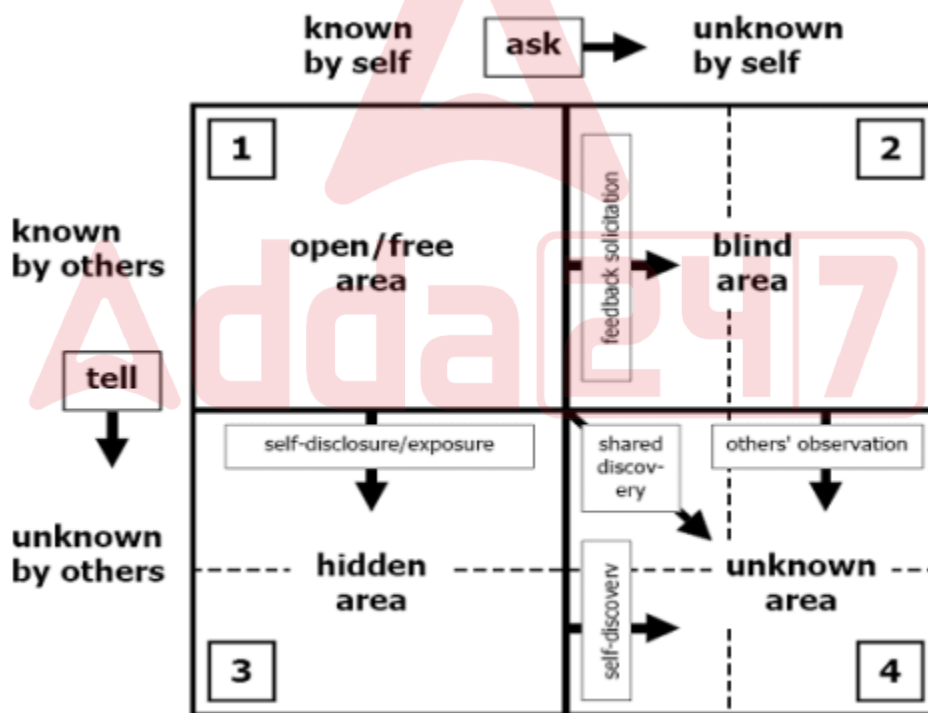 known
by self
ask
unknown
by self
1
2
known
by others
open/free
area
feedback solicitation
blind
area
Adda247
tell
self-disclosure/exposure
shared
discov-
ery
others' observation
unknown
by others
hidden
area
self-discovery
unknown
area
3
4